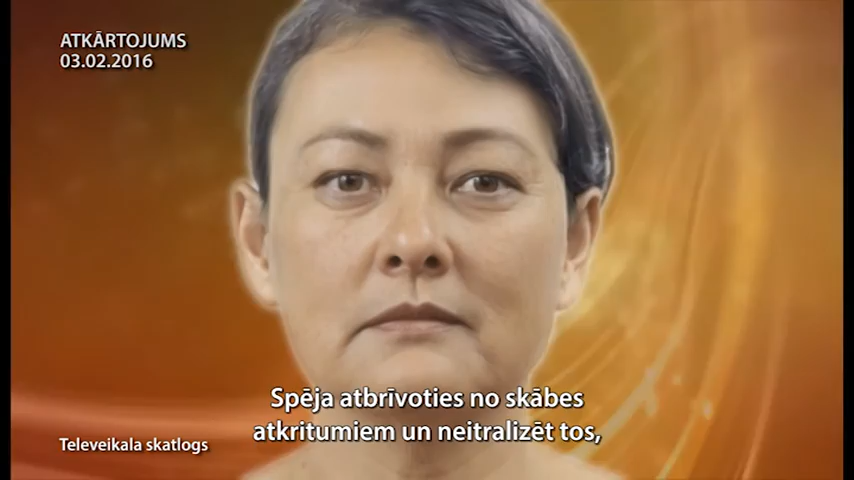 ATKĀRTOJUMS
03.02.2016
Spēja atbrīvoties no skābes
atkritumiem un neitralizēt tos,
Televeikala skatlogs